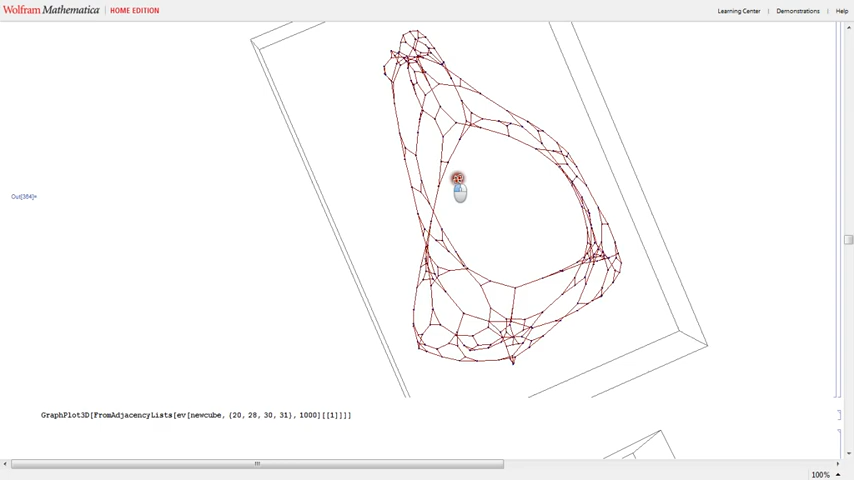 Wolfram Mathematica | HOME EDITION
Learning Center | Demonstrations | Help
Out[364]=
GraphPlot3D[FromAdjacencyLists[ev[newcube, {20, 28, 30, 31}, 1000][[1]]]]
100%